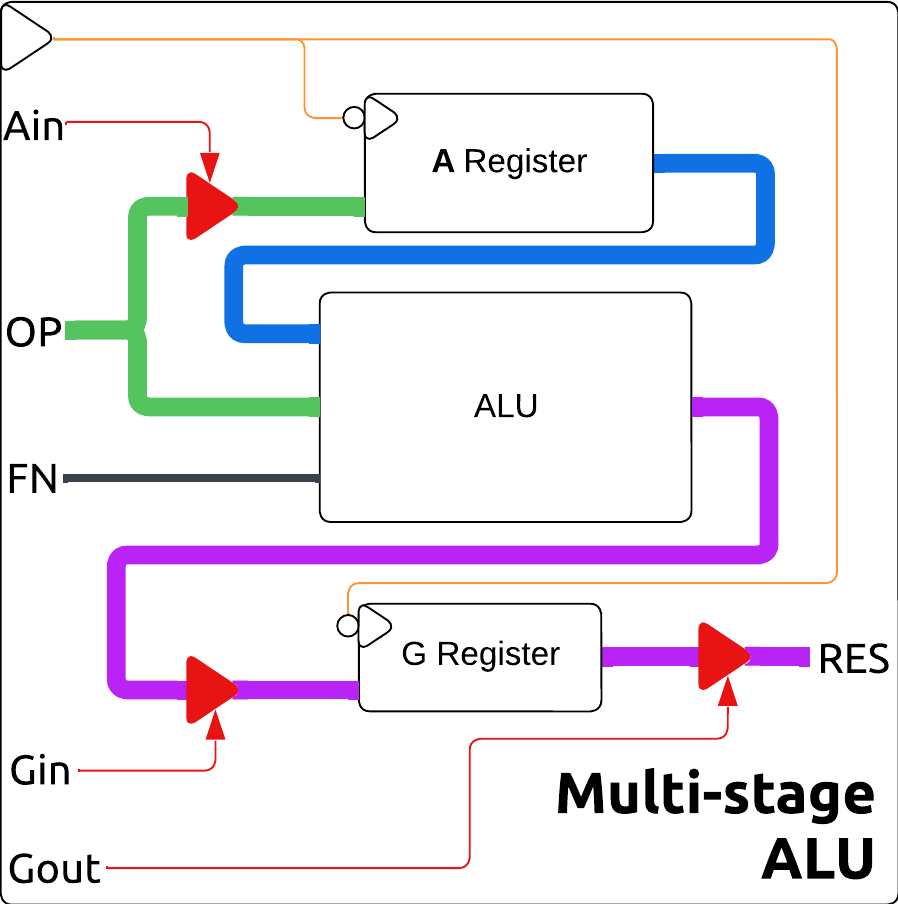 Ain
A Register
OP
ALU
FN
G Register
RES
Gin
Multi-stage
ALU
Gout